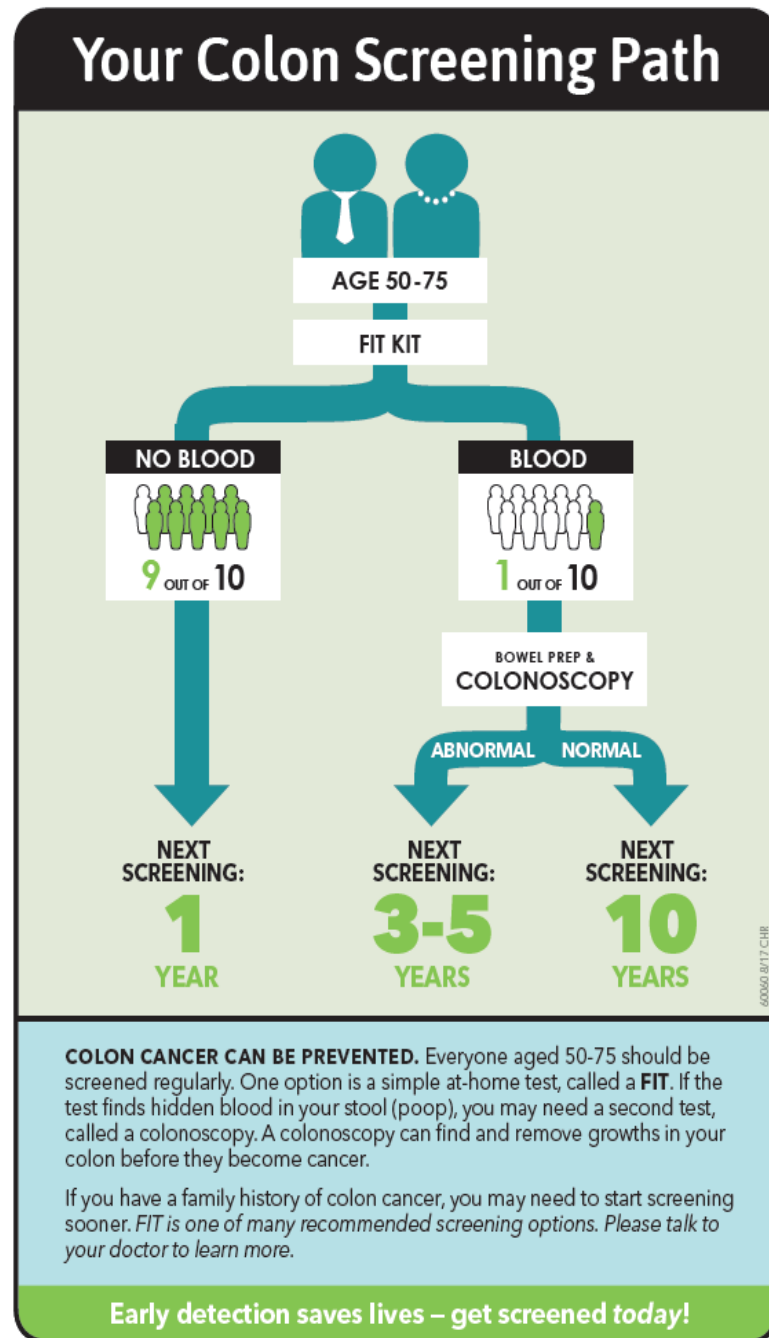 Your Colon Screening Path
AGE 50-75
FIT KIT
NO BLOOD
9 OUT OF 10
BLOOD
1 OUT OF 10
BOWEL PREP &
COLONOSCOPY
ABNORMAL
NORMAL
NEXT
SCREENING:
1
YEAR
NEXT
SCREENING:
3-5
YEARS
NEXT
SCREENING:
10
YEARS
60060 8/17 CHR
COLON CANCER CAN BE PREVENTED. Everyone aged 50-75 should be
screened regularly. One option is a simple at-home test, called a FIT. If the
test finds hidden blood in your stool (poop), you may need a second test,
called a colonoscopy. A colonoscopy can find and remove growths in your
colon before they become cancer.
If you have a family history of colon cancer, you may need to start screening
sooner. FIT is one of many recommended screening options. Please talk to
your doctor to learn more.
Early detection saves lives – get screened today!